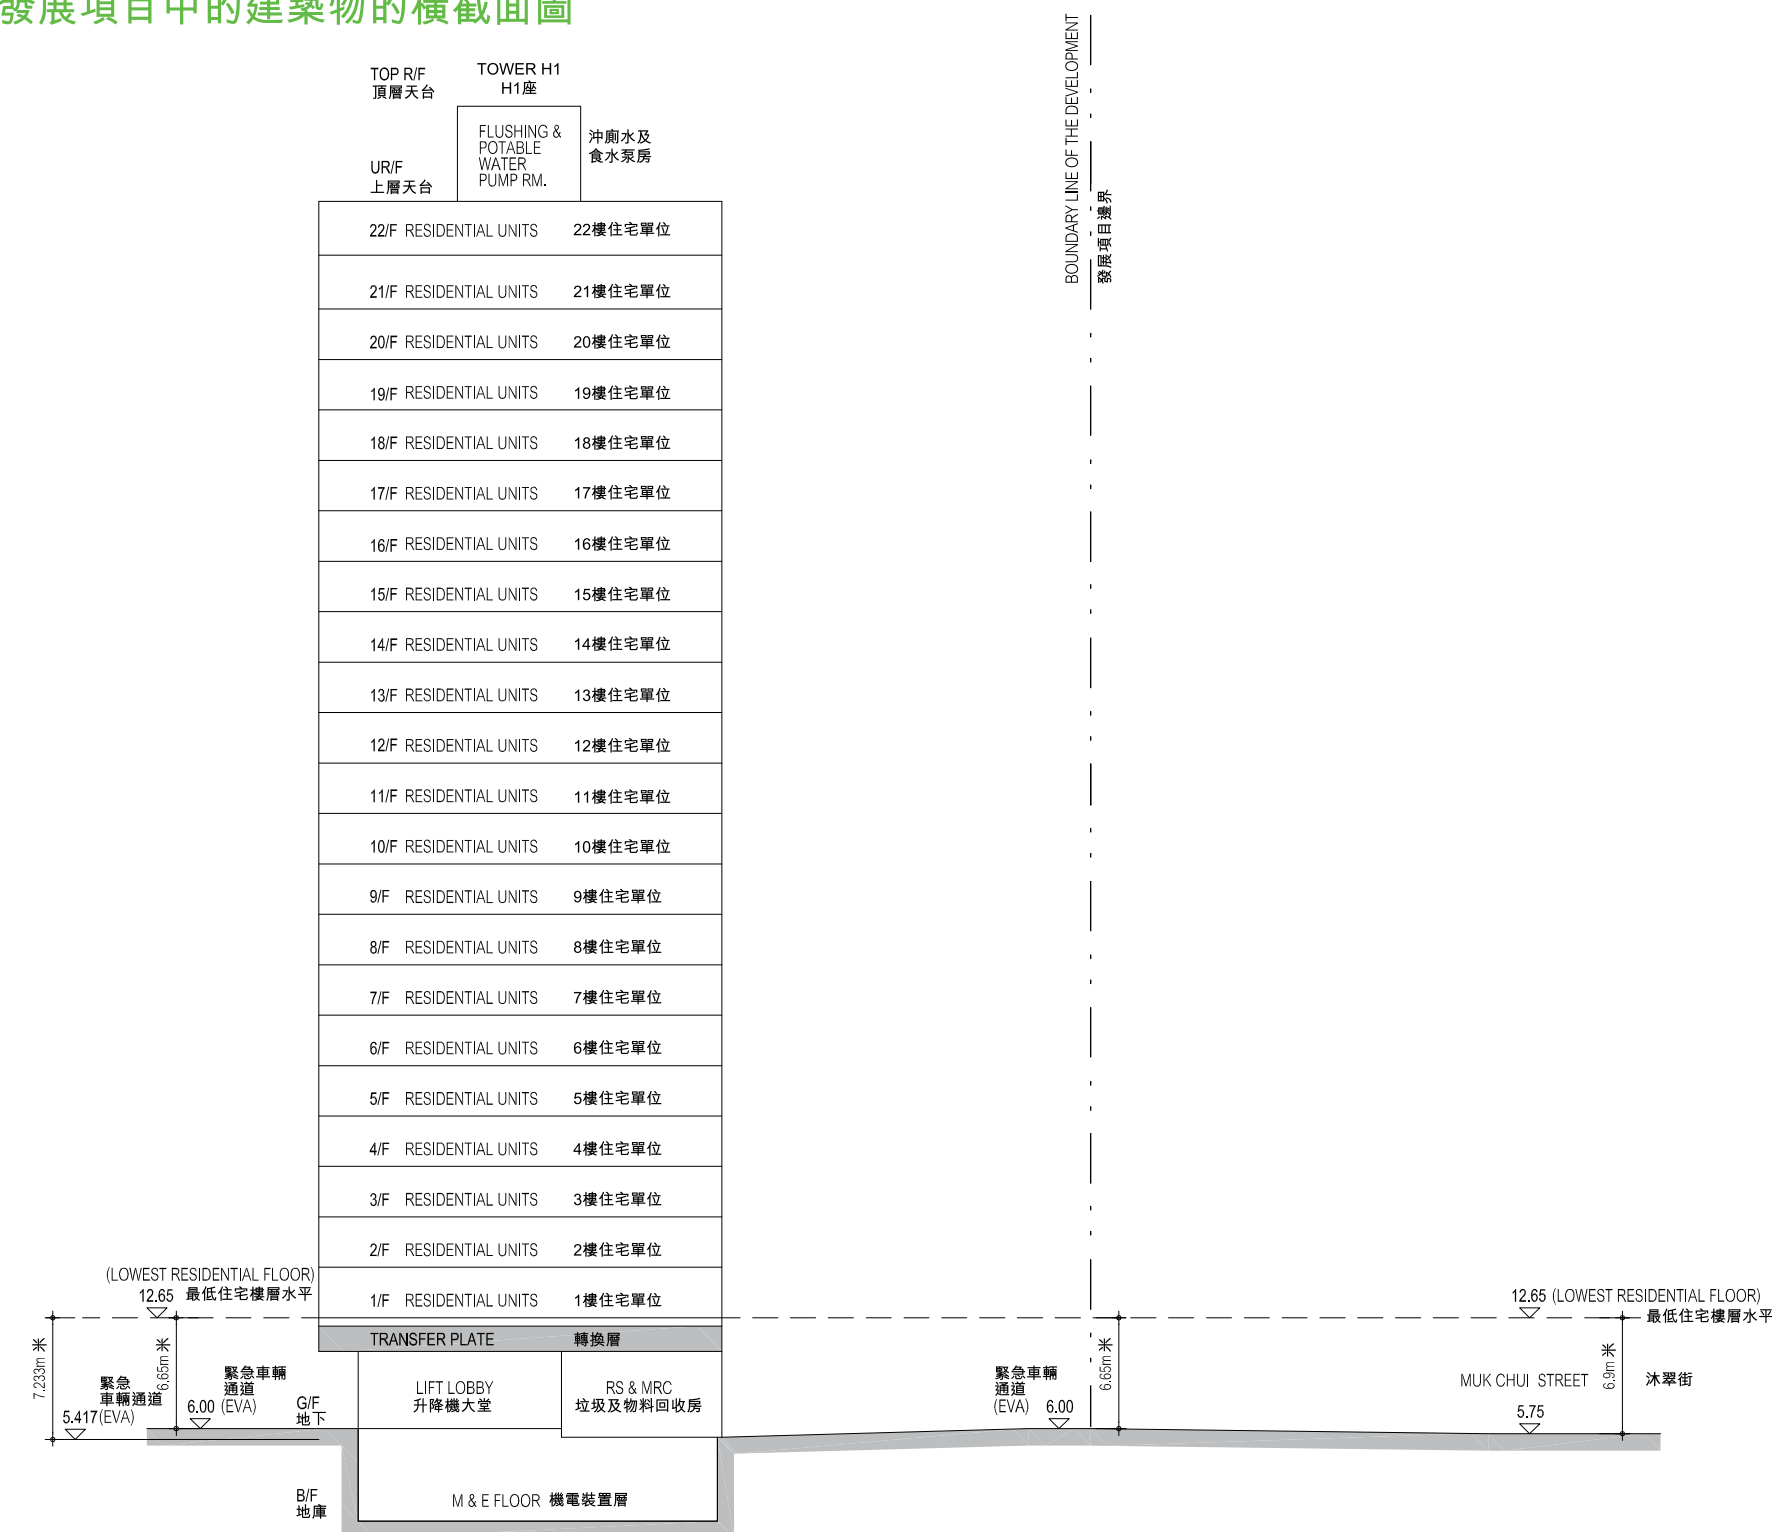 發展項目中的建築物的橫截面圖
TOWER H1
H1座
TOP R/F
頂層天台
FLUSHING &
POTABLE
WATER
PUMP RM.
沖廁水及
食水泵房
UR/F
上層天台
BOUNDARY LINE OF THE DEVELOPMENT
發展項目邊界
22/F RESIDENTIAL UNITS 22樓住宅單位
21/F RESIDENTIAL UNITS 21樓住宅單位
20/F RESIDENTIAL UNITS 20樓住宅單位
19/F RESIDENTIAL UNITS 19樓住宅單位
18/F RESIDENTIAL UNITS 18樓住宅單位
17/F RESIDENTIAL UNITS 17樓住宅單位
16/F RESIDENTIAL UNITS 16樓住宅單位
15/F RESIDENTIAL UNITS 15樓住宅單位
14/F RESIDENTIAL UNITS 14樓住宅單位
13/F RESIDENTIAL UNITS 13樓住宅單位
12/F RESIDENTIAL UNITS 12樓住宅單位
11/F RESIDENTIAL UNITS 11樓住宅單位
10/F RESIDENTIAL UNITS 10樓住宅單位
9/F RESIDENTIAL UNITS 9樓住宅單位
8/F RESIDENTIAL UNITS 8樓住宅單位
7/F RESIDENTIAL UNITS 7樓住宅單位
6/F RESIDENTIAL UNITS 6樓住宅單位
5/F RESIDENTIAL UNITS 5樓住宅單位
4/F RESIDENTIAL UNITS 4樓住宅單位
3/F RESIDENTIAL UNITS 3樓住宅單位
2/F RESIDENTIAL UNITS 2樓住宅單位
1/F RESIDENTIAL UNITS 1樓住宅單位
(LOWEST RESIDENTIAL FLOOR)
12.65 最低住宅樓層水平
12.65 (LOWEST RESIDENTIAL FLOOR)
最低住宅樓層水平
TRANSFER PLATE 轉換層
7.233m 米
緊急
車輛通道
5.417(EVA)
6.65m 米
緊急車輛
通道
6.00 (EVA)
G/F
地下
LIFT LOBBY
升降機大堂
RS & MRC
垃圾及物料回收房
緊急車輛
通道
(EVA) 6.00
6.65m 米
MUK CHUI STREET 沐翠街
5.75
6.9m 米
B/F
地庫
M & E FLOOR 機電裝置層